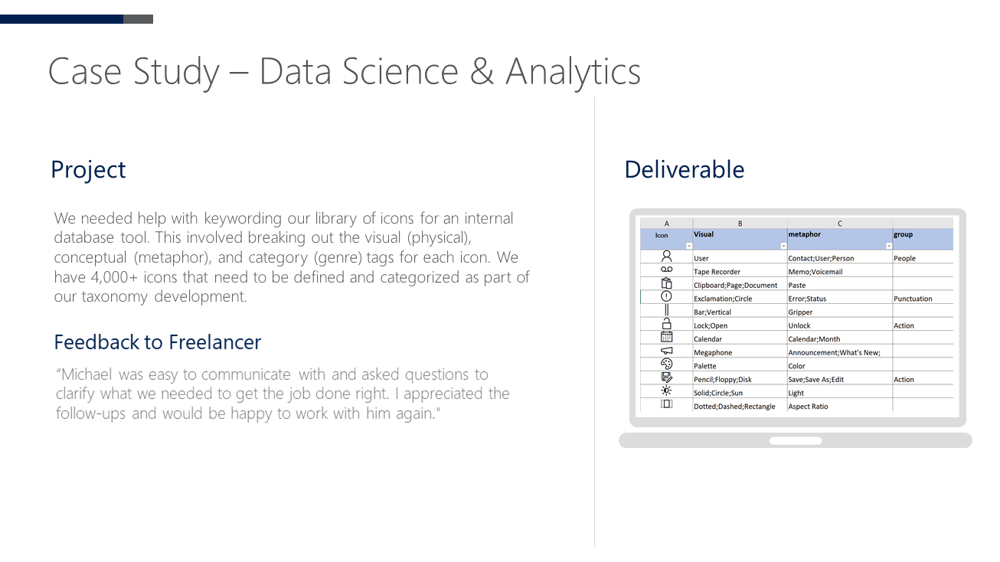 Case Study – Data Science & Analytics
Project
We needed help with keywording our library of icons for an internal
database tool. This involved breaking out the visual (physical),
conceptual (metaphor), and category (genre) tags for each icon. We
have 4,000+ icons that need to be defined and categorized as part of
our taxonomy development.
Feedback to Freelancer
“Michael was easy to communicate with and asked questions to
clarify what we needed to get the job done right. I appreciated the
follow-ups and would be happy to work with him again."
Deliverable
A B C
Icon Visual metaphor group
User Contact;User;Person People
Tape Recorder Memo;Voicemail
Clipboard;Page;Document Paste
Exclamation;Circle Error;Status Punctuation
Bar;Vertical Gripper
Lock;Open Unlock Action
Calendar Calendar;Month
Megaphone Announcement;What's New;
Palette Color
Pencil;Floppy;Disk Save;Save As;Edit Action
Solid;Circle;Sun Light
Dotted;Dashed;Rectangle Aspect Ratio